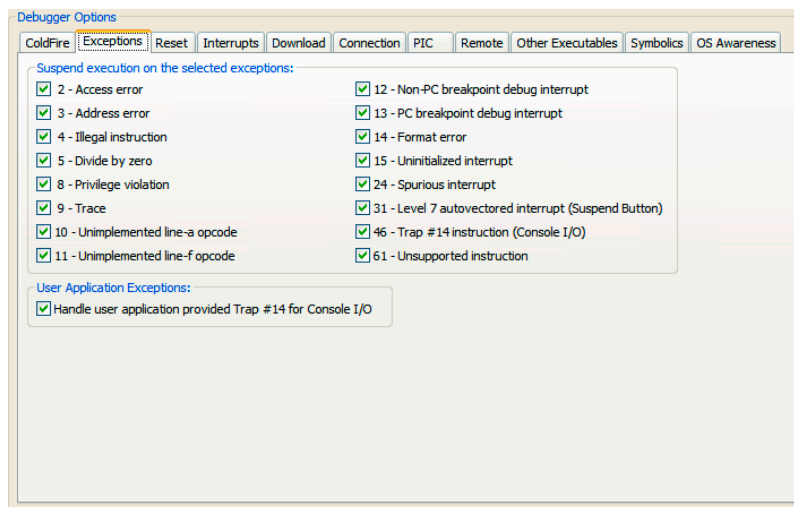 Debugger Options
ColdFire Exceptions Reset Interrupts Download Connection PIC Remote Other Executables Symbolics OS Awareness
Suspend execution on the selected exceptions:
2 - Access error
3 - Address error
4 - Illegal instruction
5 - Divide by zero
8 - Privilege violation
9 - Trace
10 - Unimplemented line-a opcode
11 - Unimplemented line-f opcode
12 - Non-PC breakpoint debug interrupt
13 - PC breakpoint debug interrupt
14 - Format error
15 - Uninitialized interrupt
24 - Spurious interrupt
31 - Level 7 autovectored interrupt (Suspend Button)
46 - Trap #14 instruction (Console I/O)
61 - Unsupported instruction
User Application Exceptions:
Handle user application provided Trap #14 for Console I/O